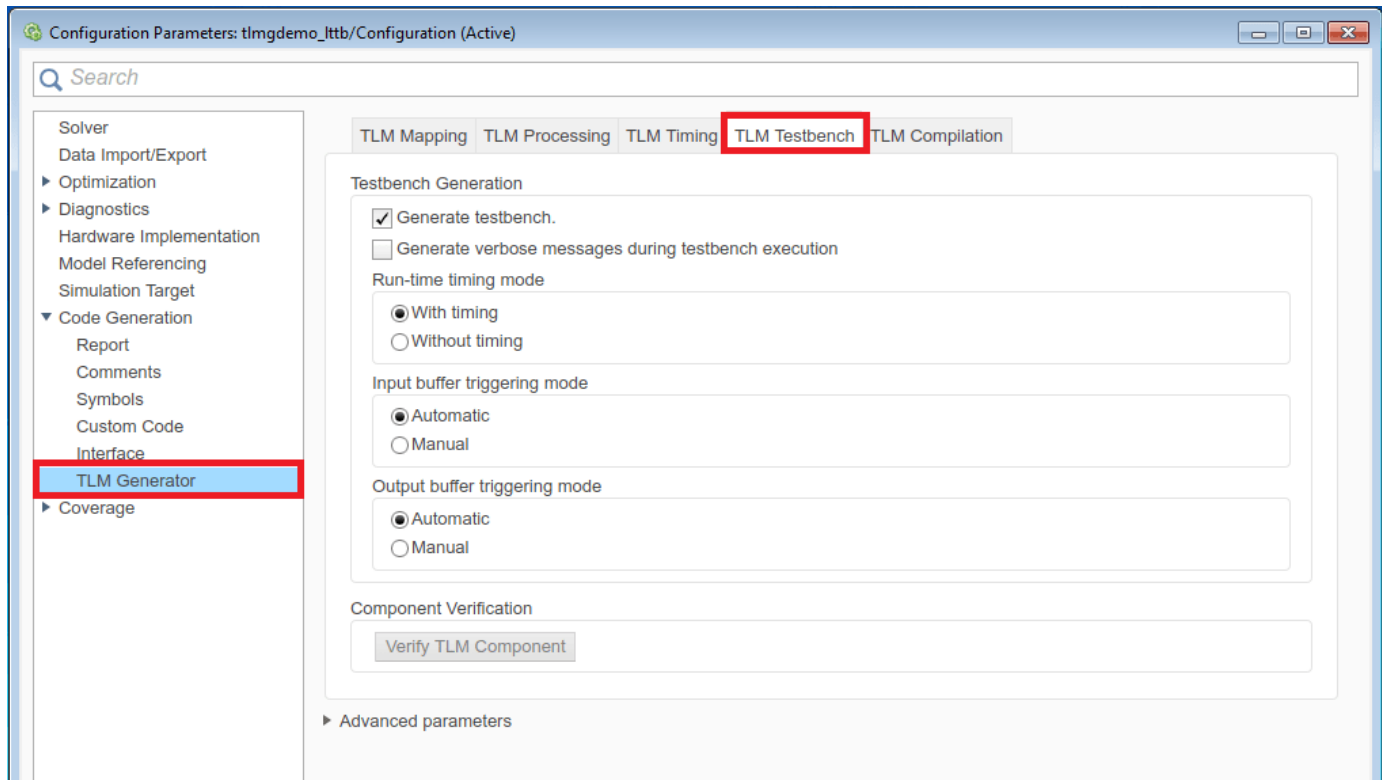 Configuration Parameters: tlmgdemo_lttb/Configuration (Active)
Search
Solver
Data Import/Export
Optimization
Diagnostics
Hardware Implementation
Model Referencing
Simulation Target
Code Generation
Report
Comments
Symbols
Custom Code
Interface
TLM Generator
Coverage
TLM Mapping TLM Processing TLM Timing TLM Testbench TLM Compilation
Testbench Generation
Generate testbench.
Generate verbose messages during testbench execution
Run-time timing mode
With timing
Without timing
Input buffer triggering mode
Automatic
Manual
Output buffer triggering mode
Automatic
Manual
Component Verification
Verify TLM Component
Advanced parameters